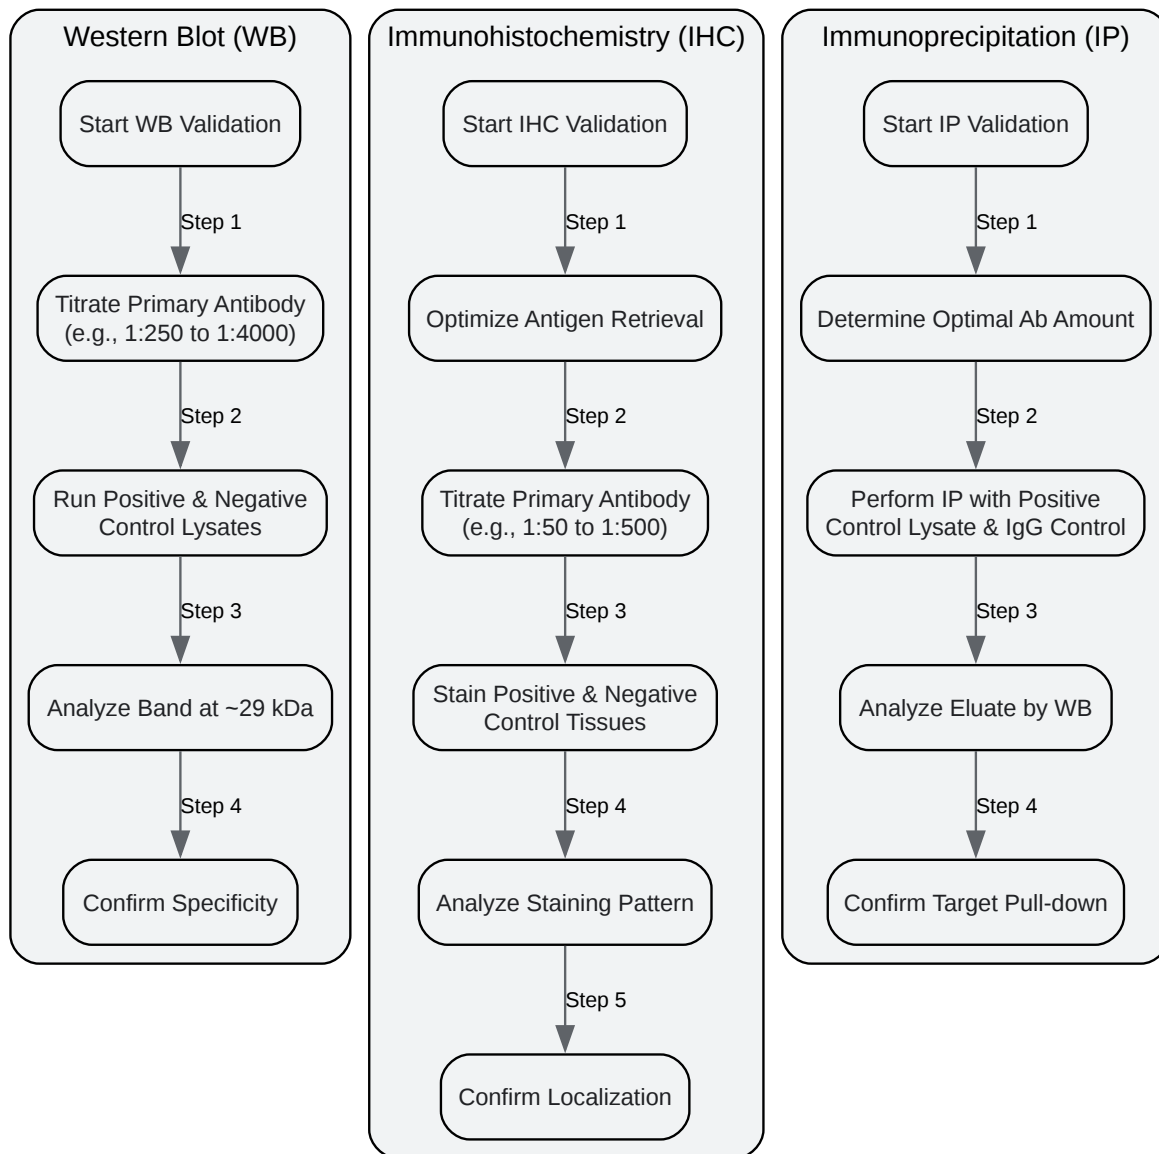 Western Blot (WB)
Start WB Validation
Step 1
Titrate Primary Antibody
(e.g., 1:250 to 1:4000)
Step 2
Run Positive & Negative
Control Lysates
Step 3
Analyze Band at ~29 kDa
Step 4
Confirm Specificity
Immunohistochemistry (IHC)
Start IHC Validation
Step 1
Optimize Antigen Retrieval
Step 2
Titrate Primary Antibody
(e.g., 1:50 to 1:500)
Step 3
Stain Positive & Negative
Control Tissues
Step 4
Analyze Staining Pattern
Step 5
Confirm Localization
Immunoprecipitation (IP)
Start IP Validation
Step 1
Determine Optimal Ab Amount
Step 2
Perform IP with Positive
Control Lysate & IgG Control
Step 3
Analyze Eluate by WB
Step 4
Confirm Target Pull-down